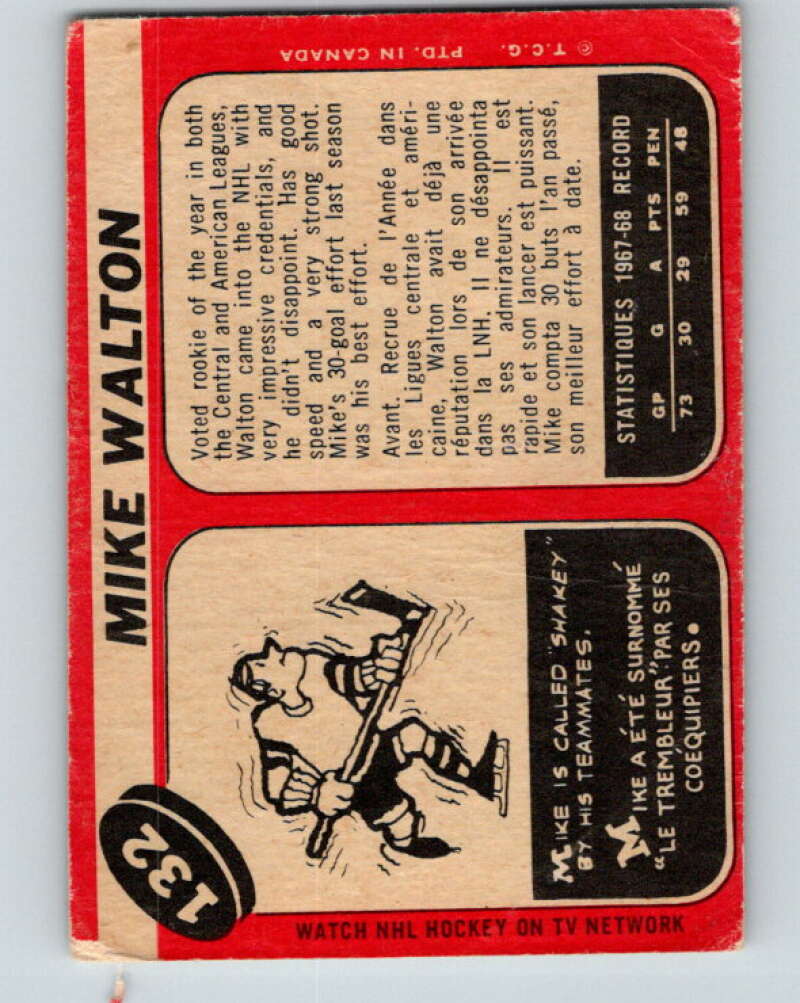 MIKE WALTON
132
Voted rookie of the year in both
the Central and American Leagues,
Walton came into the NHL with
very impressive credentials, and
he didn't disappoint. Has good
speed and a very strong shot.
Mike's 30-goal effort last season
was his best effort.
Avant. Recrue de l'Année dans
les Ligues centrale et améri-
caine, Walton avait déjà une
réputation lors de son arrivée
dans la LNH. Il ne désappointa
pas ses admirateurs. Il est
rapide et son lancer est puissant.
Mike compta 30 buts l'an passé,
son meilleur effort à date.
STATISTIQUES 1967-68 RECORD
GP G A PTS PEN
73 30 29 59 48
MIKE IS CALLED "SHAKEY"
BY HIS TEAMMATES.
MIKE A ÉTÉ SURNOMMÉ
"LE TREMBLEUR" PAR SES
COÉQUIPIERS.
WATCH NHL HOCKEY ON TV NETWORK
© T.C.G. PTD. IN CANADA